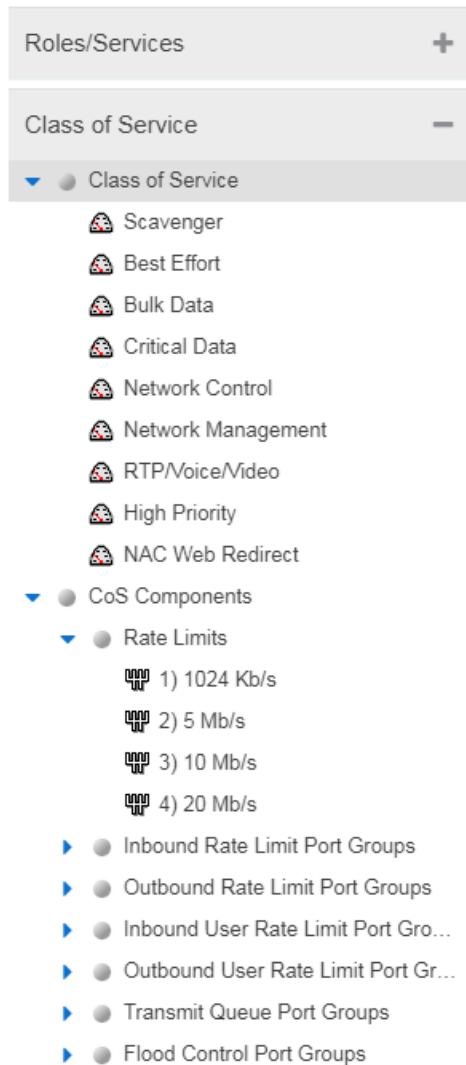 Roles/Services
Class of Service
Class of Service
Scavenger
Best Effort
Bulk Data
Critical Data
Network Control
Network Management
RTP/Voice/Video
High Priority
NAC Web Redirect
CoS Components
Rate Limits
1) 1024 Kb/s
2) 5 Mb/s
3) 10 Mb/s
4) 20 Mb/s
Inbound Rate Limit Port Groups
Outbound Rate Limit Port Groups
Inbound User Rate Limit Port Gro...
Outbound User Rate Limit Port Gr...
Transmit Queue Port Groups
Flood Control Port Groups